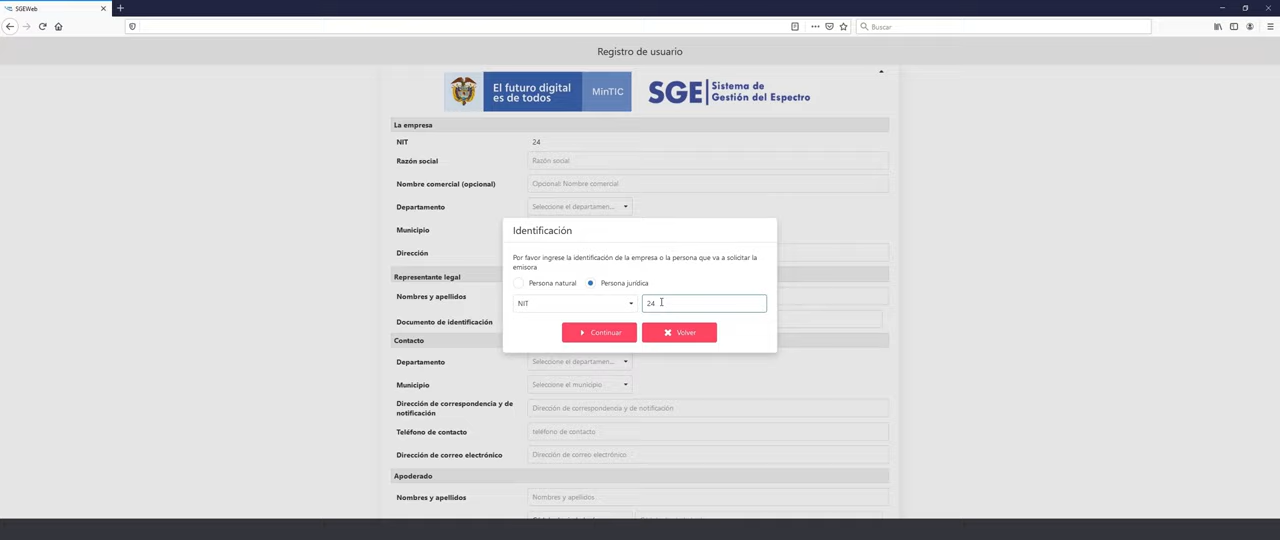 SGEWeb
Buscar
Registro de usuario
El futuro digital
es de todos
MinTIC
SGE
Sistema de
Gestión del Espectro
La empresa
NIT
24
Razón social
Razón social
Nombre comercial (opcional)
Opcional: Nombre comercial
Departamento
Seleccione el departamen...
Municipio
Dirección
Identificación
Por favor ingrese la identificación de la empresa o la persona que va a solicitar la
emisora
Persona natural
Persona jurídica
NIT
24
Continuar
Volver
Representante legal
Nombres y apellidos
Documento de identificación
Contacto
Departamento
Seleccione el departamen...
Municipio
Seleccione el municipio
Dirección de correspondencia y de
notificación
Dirección de correspondencia y de notificación
Teléfono de contacto
teléfono de contacto
Dirección de correo electrónico
Dirección de correo electrónico
Apoderado
Nombres y apellidos
Nombres y apellidos